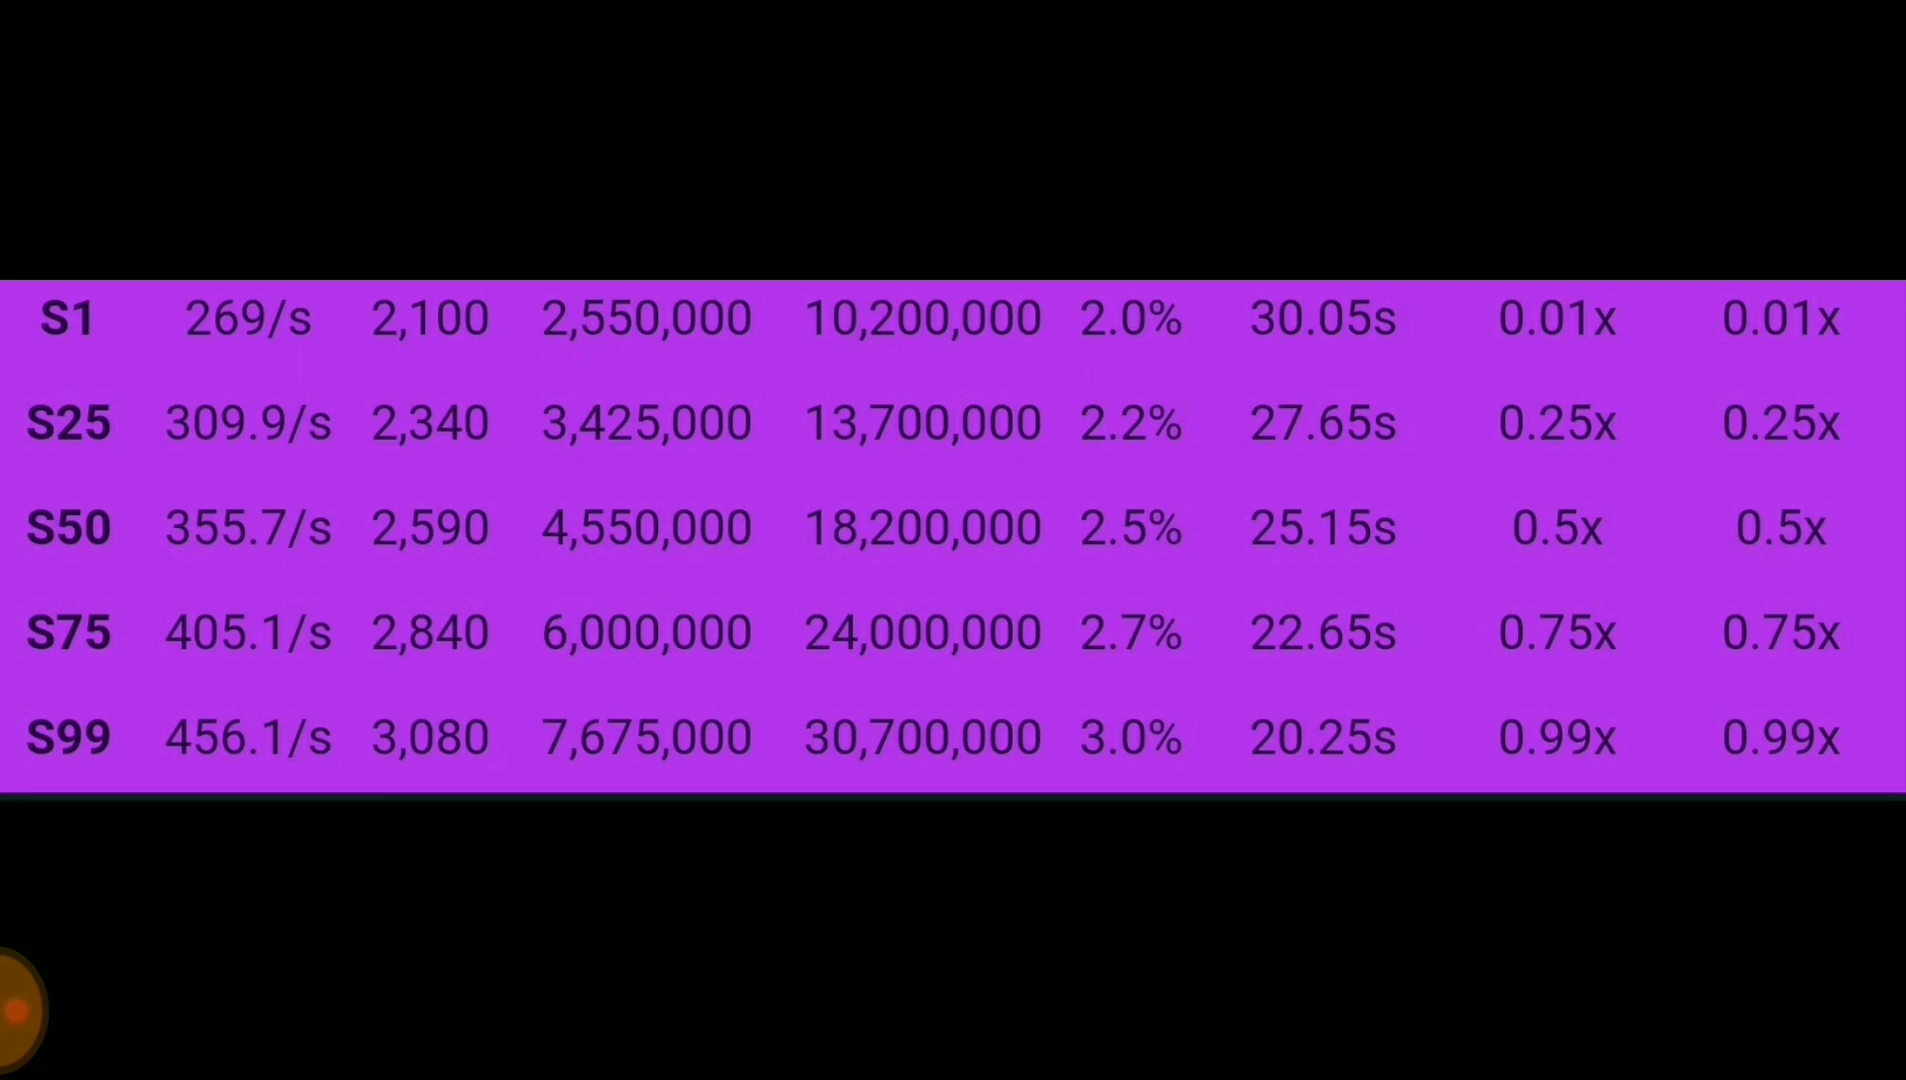 S1 269/s 2,100 2,550,000 10,200,000 2.0% 30.05s 0.01x 0.01x
S25 309.9/s 2,340 3,425,000 13,700,000 2.2% 27.65s 0.25x 0.25x
S50 355.7/s 2,590 4,550,000 18,200,000 2.5% 25.15s 0.5x 0.5x
S75 405.1/s 2,840 6,000,000 24,000,000 2.7% 22.65s 0.75x 0.75x
S99 456.1/s 3,080 7,675,000 30,700,000 3.0% 20.25s 0.99x 0.99x